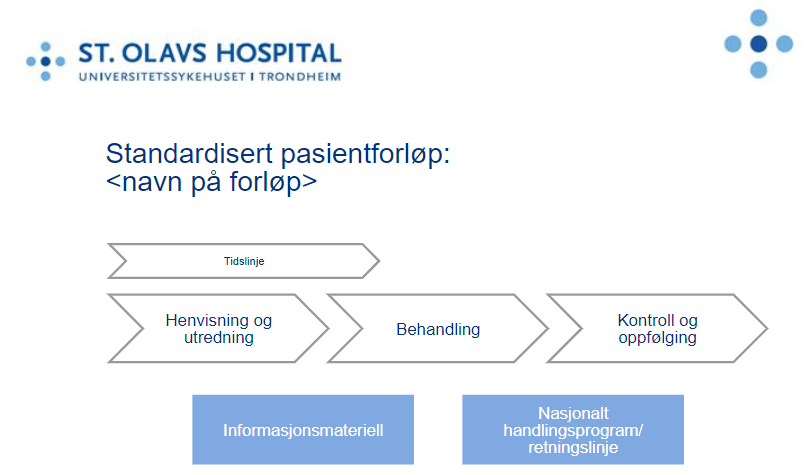 ST. OLAVS HOSPITAL
UNIVERSITETSSYKEHUSET I TRONDHEIM
Standardisert pasientforløp:
<navn på forløp>
Tidslinje
Henvisning og
utredning
Behandling
Kontroll og
oppfølging
Informasjonsmateriell
Nasjonalt
handlingsprogram/
retningslinje